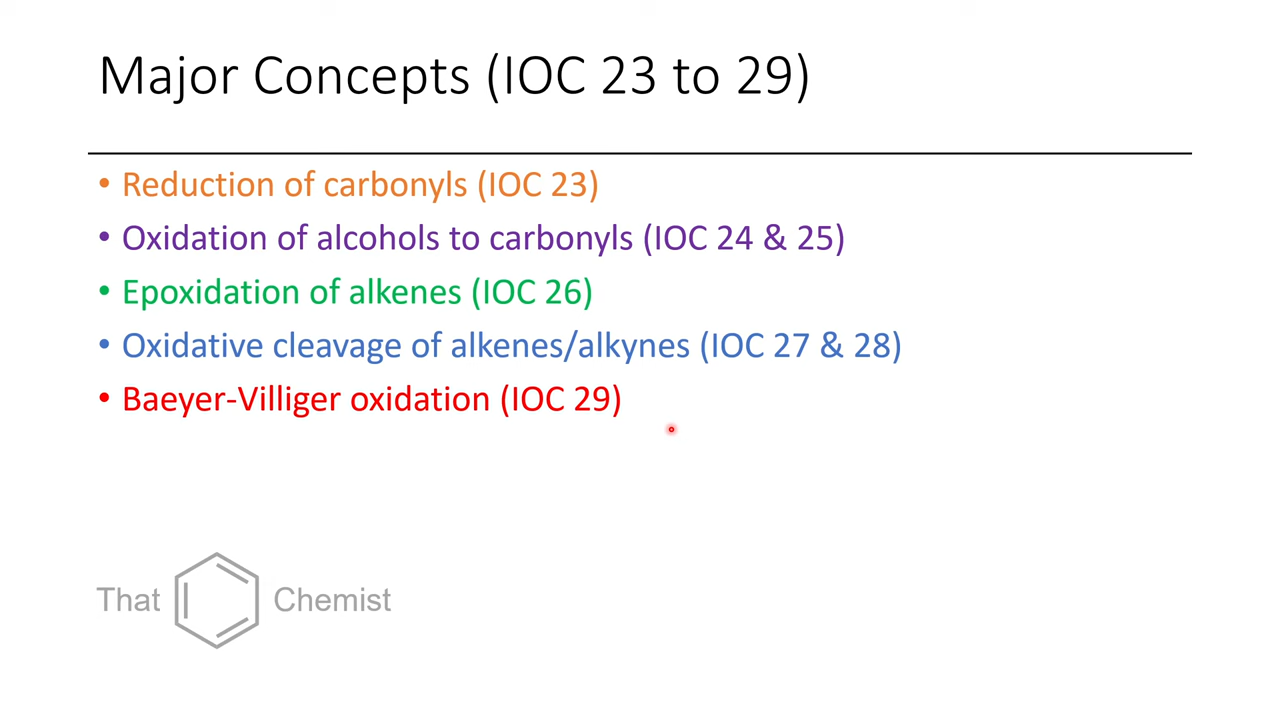 Major Concepts (IOC 23 to 29)
• Reduction of carbonyls (IOC 23)
• Oxidation of alcohols to carbonyls (IOC 24 & 25)
• Epoxidation of alkenes (IOC 26)
• Oxidative cleavage of alkenes/alkynes (IOC 27 & 28)
• Baeyer-Villiger oxidation (IOC 29)
That Chemist